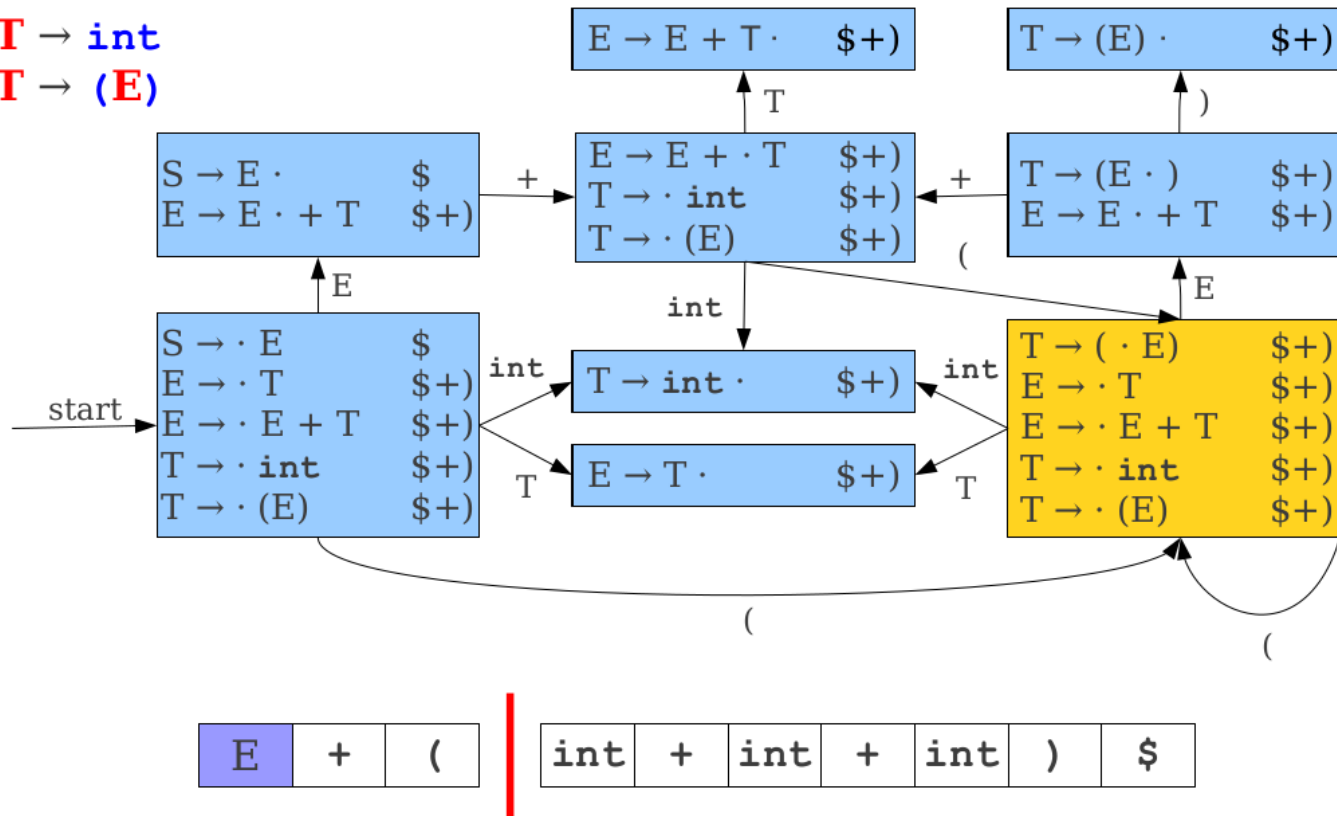 T → int
T → (E)
E → E + T · $+)
T → (E) · $+)
T
)
S → E · $
E → E · + T $+)
+
E → E + · T $+)
T → · int $+)
T → · (E) $+)
+
T → (E · ) $+)
E → E · + T $+)
E
int
(
E
start
S → · E $
E → · T $+)
E → · E + T $+)
T → · int $+)
T → · (E) $+)
int
T
T → int · $+)
E → T · $+)
int
T
T → ( · E) $+)
E → · T $+)
E → · E + T $+)
T → · int $+)
T → · (E) $+)
(
(
E + ( int + int + int ) $